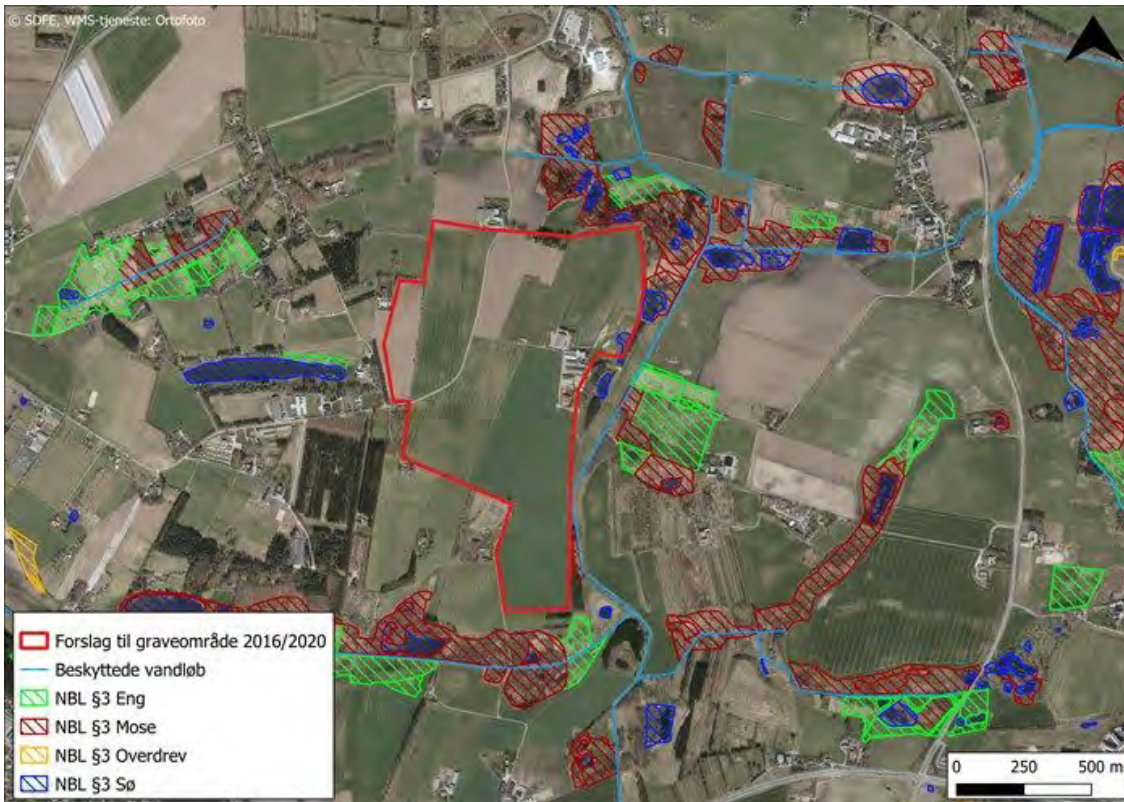 © SDFE, WMS-tjeneste: Ortofoto
Forslag til graveområde 2016/2020
Beskyttede vandløb
NBL §3 Eng
NBL §3 Mose
NBL §3 Overdrev
NBL §3 Sø
0 250 500 m